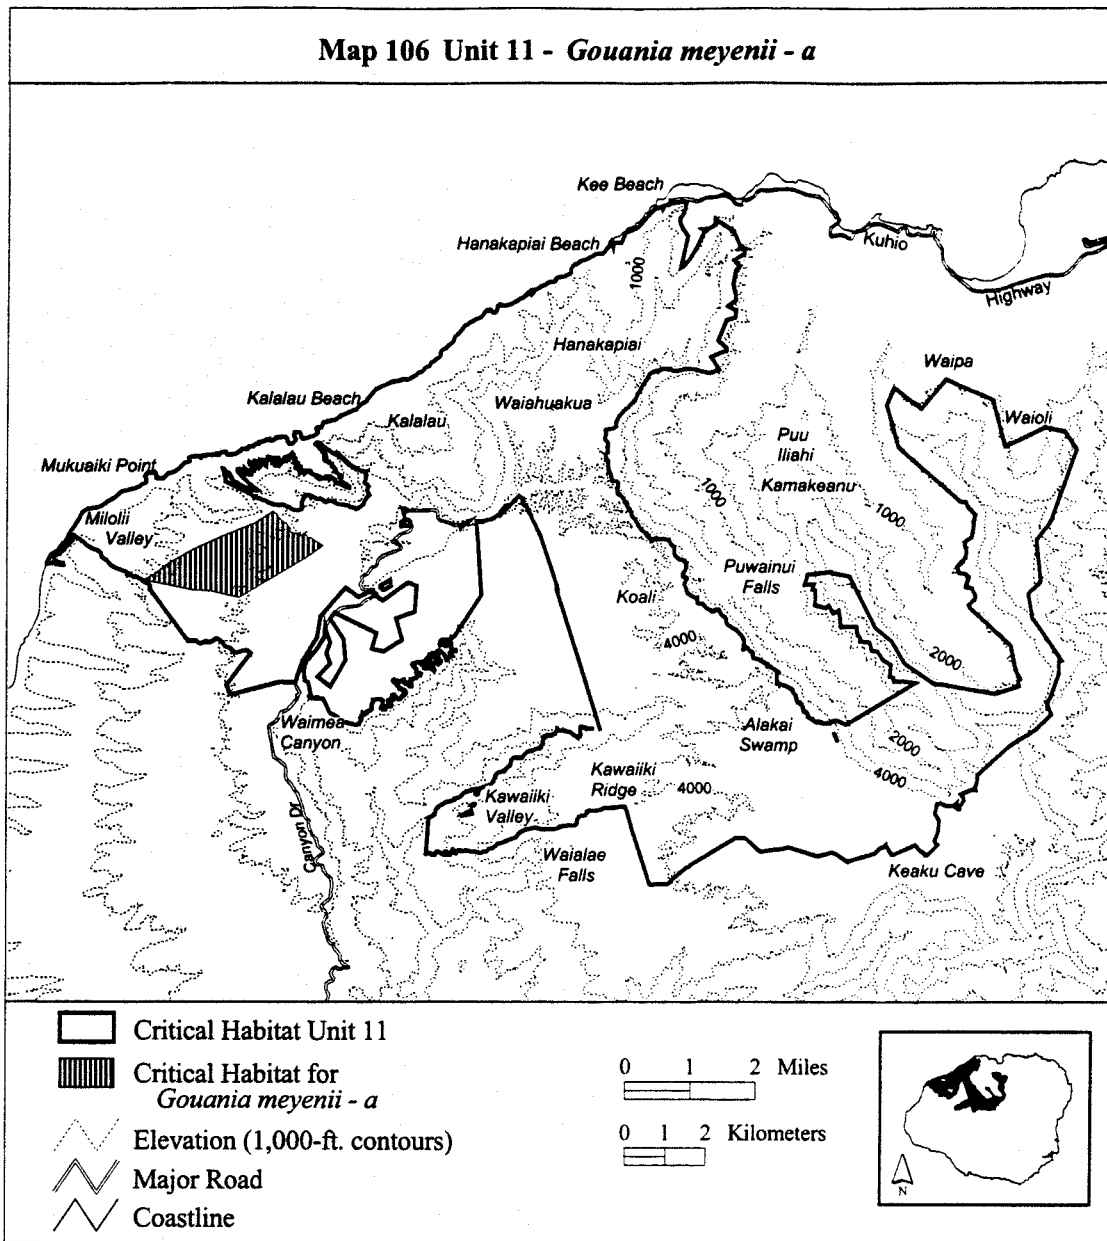 Map 106 Unit 11 - Gouania meyenii - a
Kee Beach
Hanakapiai Beach
Kuhio
Highway
1000
Hanakapiai
Waipa
Kalalau Beach
Waiahuakua
Kalalau
Waioli
Puu
Iliahi
Mukuaiki Point
Kamakeanu
1000
1000
Milolii
Valley
Puwainui
Falls
Koali
4000
2000
Waimea
Canyon
Alakai
Swamp
2000
4000
Kawaiiki
Ridge
4000
Kawaiiki
Valley
Canyon Dr
Waialae
Falls
Keaku Cave
Critical Habitat Unit 11
Critical Habitat for
Gouania meyenii - a
Elevation (1,000-ft. contours)
Major Road
Coastline
0 1 2 Miles
0 1 2 Kilometers
N